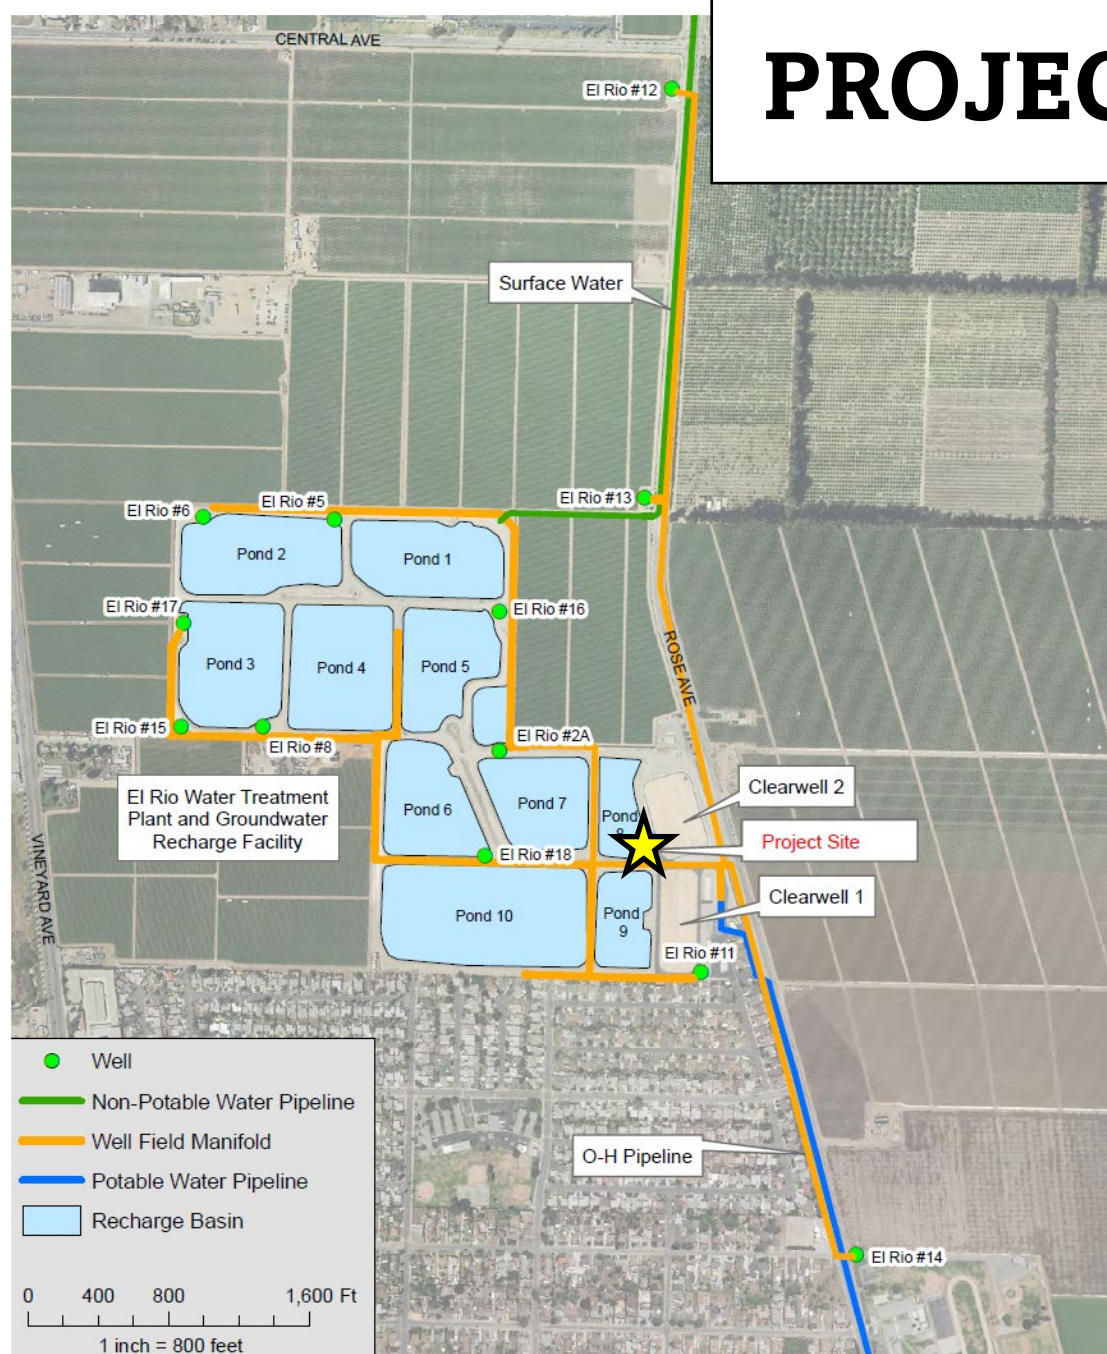 PROJEC
CENTRAL AVE
El Rio #12
Surface Water
El Rio #13
El Rio #5
El Rio #6
Pond 2
Pond 1
El Rio #17
El Rio #16
Pond 3
Pond 4
Pond 5
ROSE AVE
El Rio #15
El Rio #8
El Rio #2A
El Rio Water Treatment
Plant and Groundwater
Recharge Facility
Pond 6
Pond 7
Pond
Clearwell 2
Project Site
El Rio #18
VINEYARD AVE
Clearwell 1
Pond 10
Pond
9
El Rio #11
Well
Non-Potable Water Pipeline
Well Field Manifold
O-H Pipeline
Potable Water Pipeline
Recharge Basin
El Rio #14
0 400 800 1,600 Ft
1 inch = 800 feet